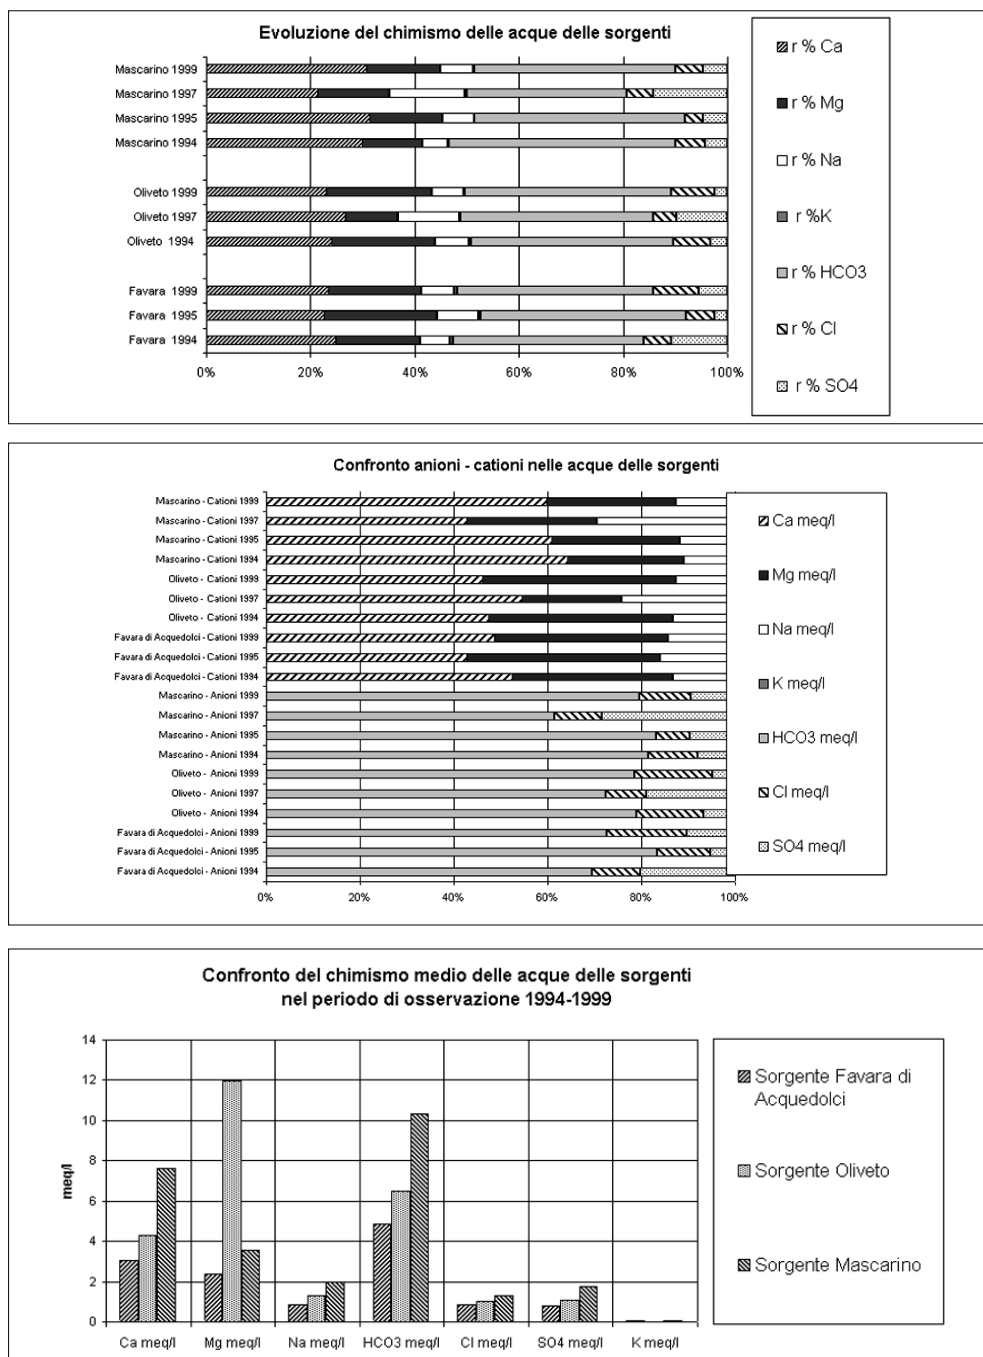 Evoluzione del chimismo delle acque delle sorgenti
Mascarino 1999
Mascarino 1997
Mascarino 1995
Mascarino 1994
Oliveto 1999
Oliveto 1997
Oliveto 1994
Favara 1999
Favara 1995
Favara 1994
0% 20% 40% 60% 80% 100%
r % Ca
r % Mg
r % Na
r %K
r % HCO3
r % Cl
r % SO4
Confronto anioni - cationi nelle acque delle sorgenti
Mascarino - Cationi 1999
Mascarino - Cationi 1997
Mascarino - Cationi 1995
Mascarino - Cationi 1994
Oliveto - Cationi 1999
Oliveto - Cationi 1997
Oliveto - Cationi 1994
Favara di Acquedolci - Cationi 1999
Favara di Acquedolci - Cationi 1995
Favara di Acquedolci - Cationi 1994
Mascarino - Anioni 1999
Mascarino - Anioni 1997
Mascarino - Anioni 1995
Mascarino - Anioni 1994
Oliveto - Anioni 1999
Oliveto - Anioni 1997
Oliveto - Anioni 1994
Favara di Acquedolci - Anioni 1999
Favara di Acquedolci - Anioni 1995
Favara di Acquedolci - Anioni 1994
0% 20% 40% 60% 80% 100%
Ca meq/l
Mg meq/l
Na meq/l
K meq/l
HCO3 meq/l
Cl meq/l
SO4 meq/l
Confronto del chimismo medio delle acque delle sorgenti
nel periodo di osservazione 1994-1999
meq/l
14
12
10
8
6
4
2
0
Ca meq/l Mg meq/l Na meq/l HCO3 meq/l Cl meq/l SO4 meq/l K meq/l
Sorgente Favara di
Acquedolci
Sorgente Oliveto
Sorgente Mascarino